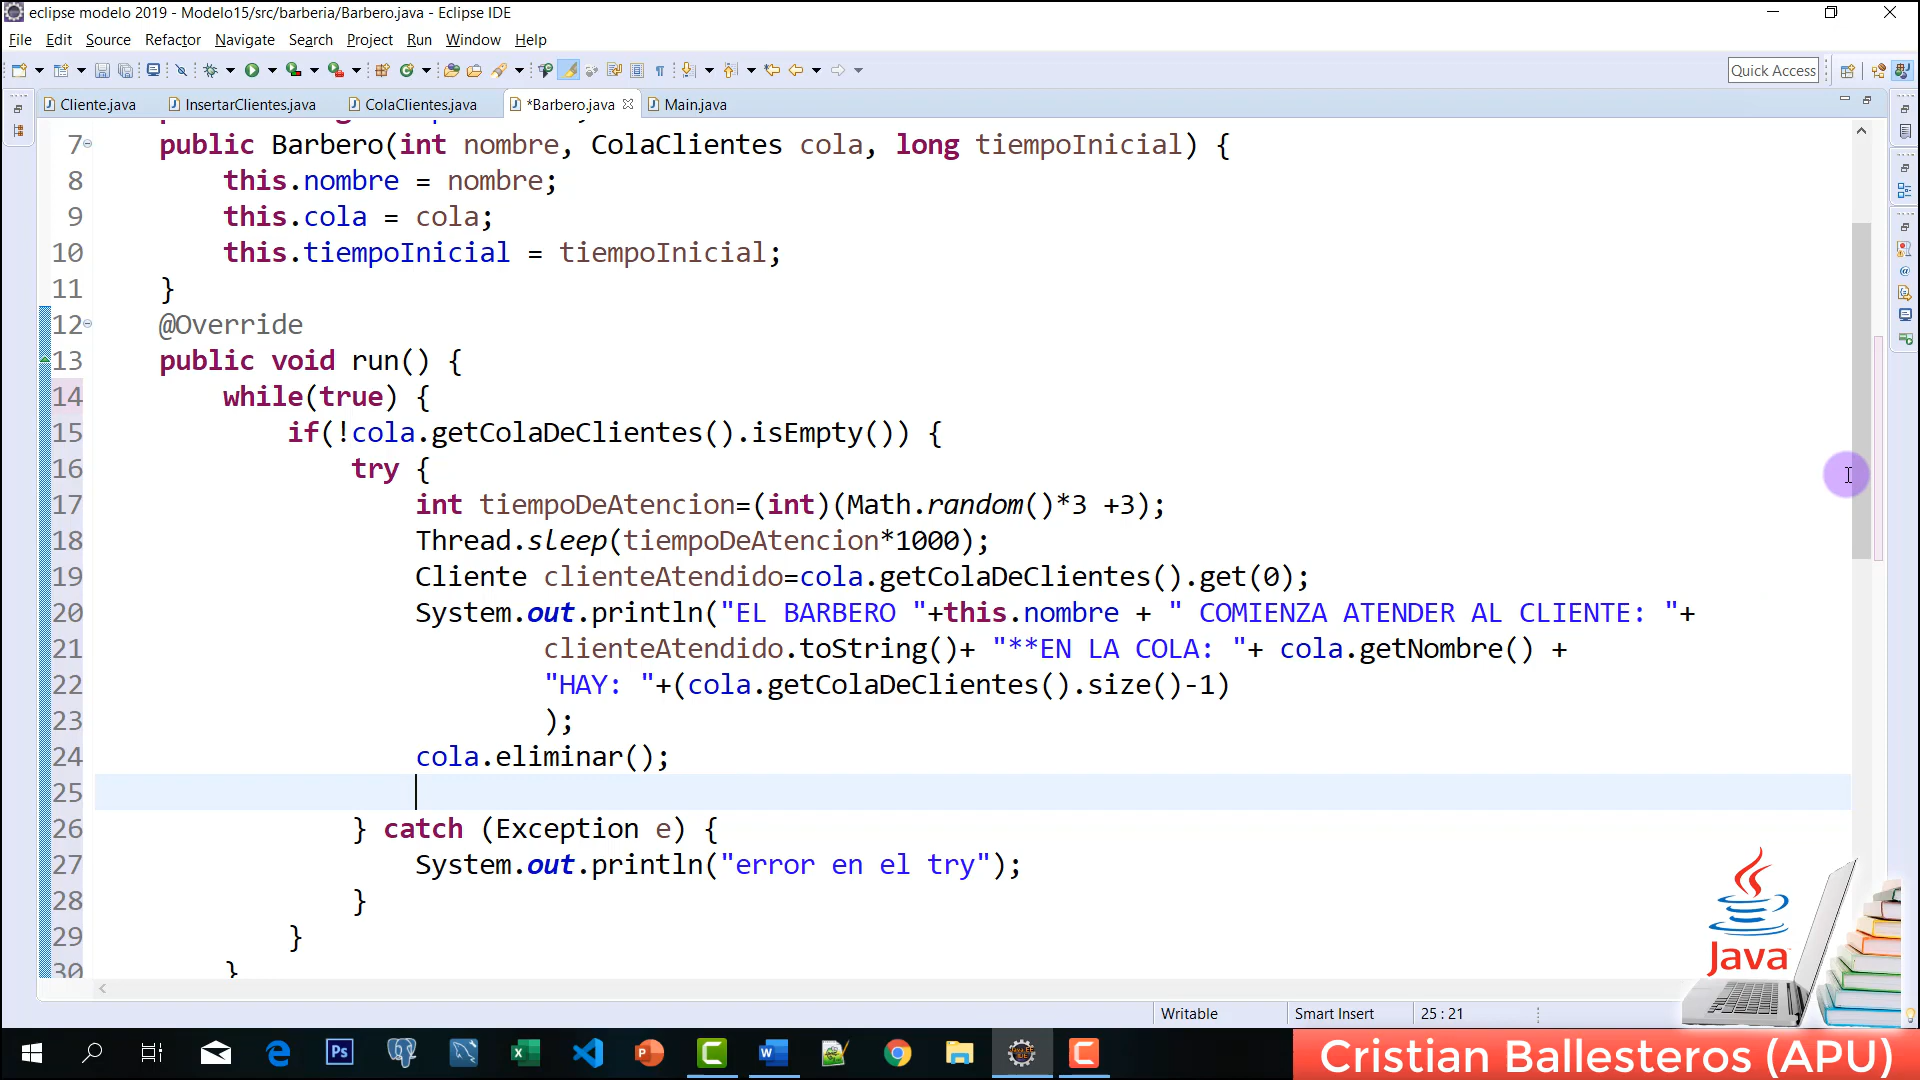 eclipse modelo 2019 - Modelo15/src/barberia/Barbero.java - Eclipse IDE
File Edit Source Refactor Navigate Search Project Run Window Help
Quick Access
Cliente.java InsertarClientes.java ColaClientes.java *Barbero.java Main.java
7 public Barbero(int nombre, ColaClientes cola, long tiempoInicial) {
8 this.nombre = nombre;
9 this.cola = cola;
10 this.tiempoInicial = tiempoInicial;
11 }
12 @Override
13 public void run() {
14 while(true) {
15 if(!cola.getColaDeClientes().isEmpty()) {
16 try {
17 int tiempoDeAtencion=(int)(Math.random()*3 +3);
18 Thread.sleep(tiempoDeAtencion*1000);
19 Cliente clienteAtendido=cola.getColaDeClientes().get(0);
20 System.out.println("EL BARBERO "+this.nombre + " COMIENZA ATENDER AL CLIENTE: "+
21 clienteAtendido.toString()+ "**EN LA COLA: "+ cola.getNombre() +
22 "HAY: "+(cola.getColaDeClientes().size()-1)
23 );
24 cola.eliminar();
25
26 } catch (Exception e) {
27 System.out.println("error en el try");
28 }
29 }
30 }
Writable Smart Insert 25 : 21
Java
Cristian Ballesteros (APU)